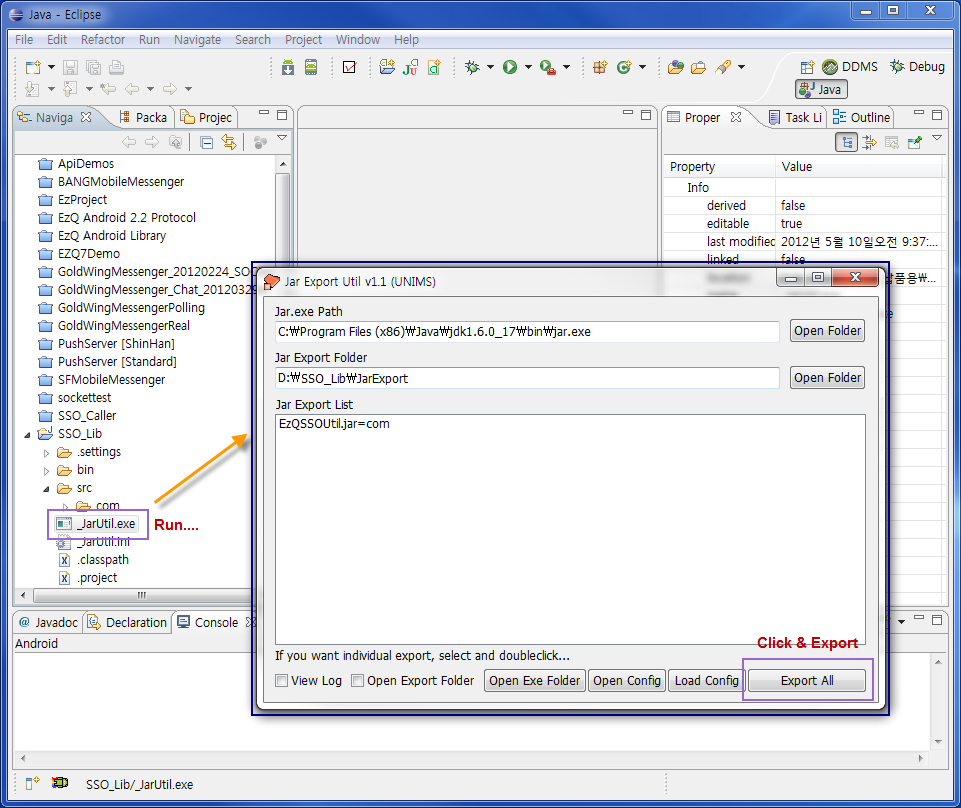 Java - Eclipse
File Edit Refactor Run Navigate Search Project Window Help
DDMS Debug
Java
Naviga Packa Projec
ApiDemos
BANGMobileMessenger
EzProject
EzQ Android 2.2 Protocol
EzQ Android Library
EZQ7Demo
GoldWingMessenger_20120224_SOC
GoldWingMessenger_Chat_20120329
GoldWingMessengerPolling
GoldWingMessengerReal
PushServer [ShinHan]
PushServer [Standard]
SFMobileMessenger
sockettest
SSO_Caller
SSO_Lib
.settings
bin
src
com
_JarUtil.exe
_JarUtil.ini
.classpath
.project
Run....
Proper Task Li Outline
Property Value
Info
derived false
editable true
last modified 2012년 5월 10일오전 9:37:...
linked false
Jar Export Util v1.1 (UNIMS)
Jar.exe Path
C:₩Program Files (x86)₩Java₩jdk1.6.0_17₩bin₩jar.exe
Open Folder
Jar Export Folder
D:₩SSO_Lib₩JarExport
Open Folder
Jar Export List
EzQSSOUtil.jar=com
Click & Export
If you want individual export, select and doubleclick...
View Log Open Export Folder Open Exe Folder Open Config Load Config Export All
Javadoc Declaration Console
Android
SSO_Lib/_JarUtil.exe